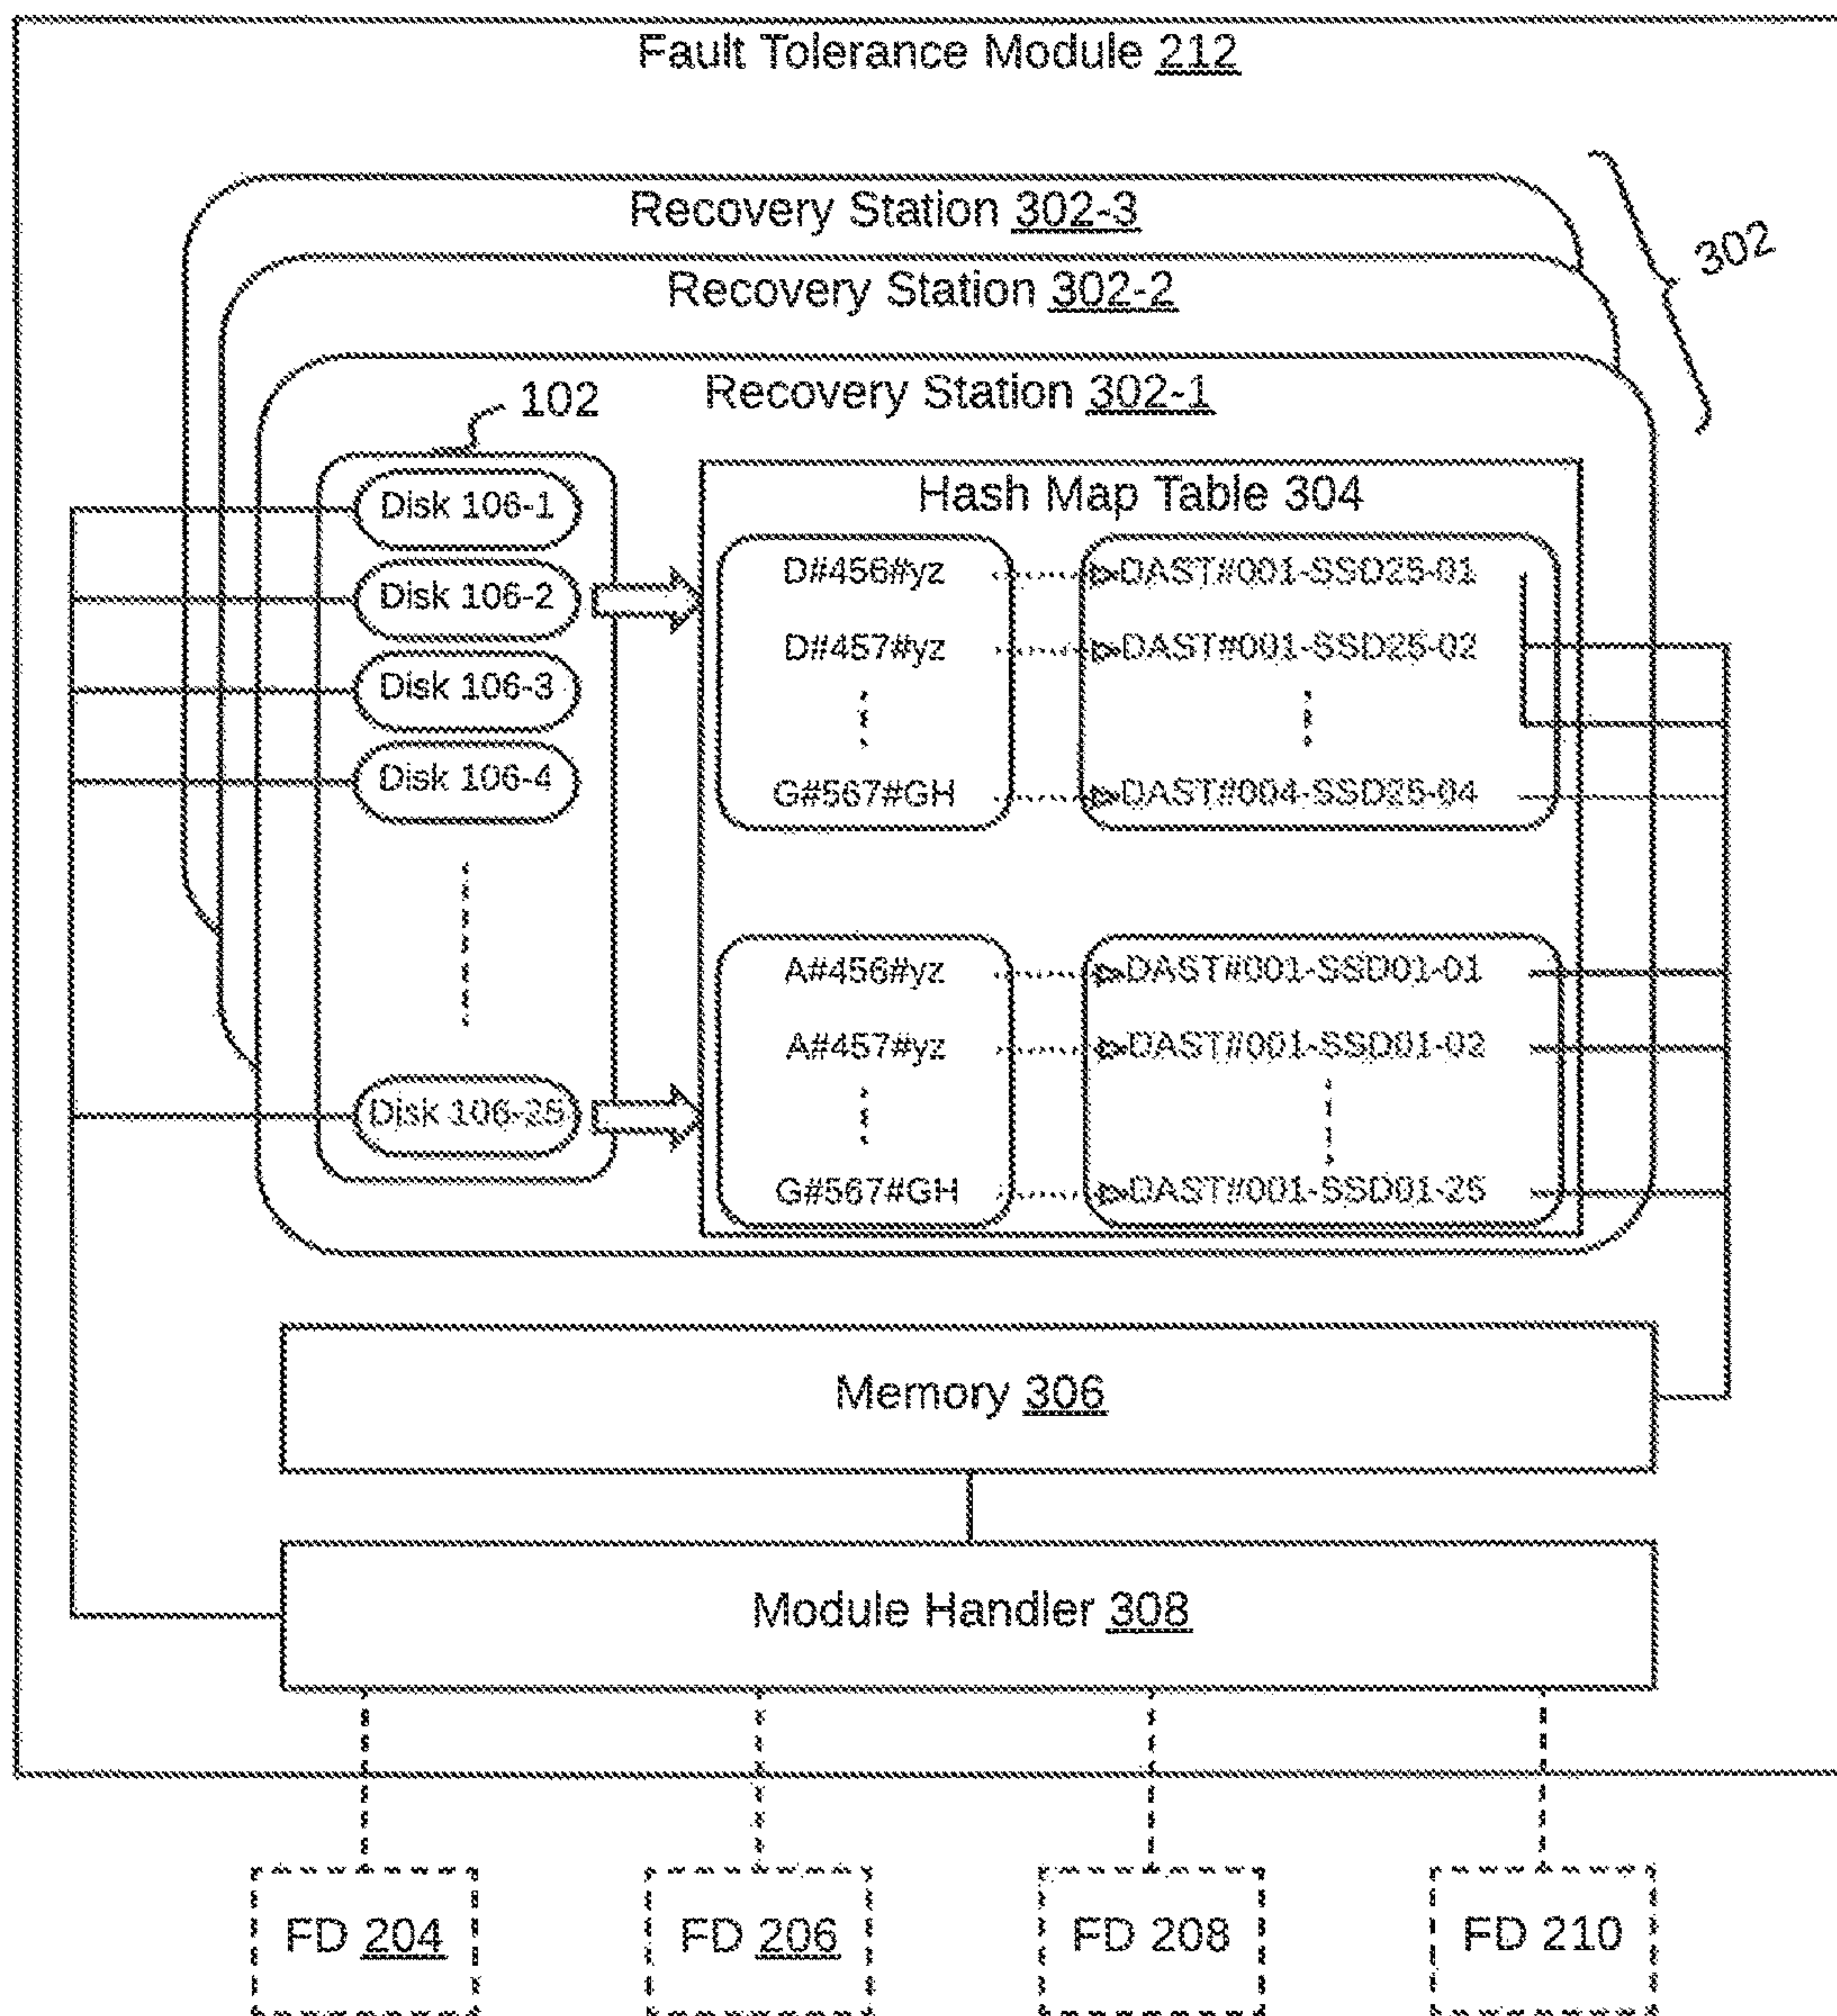 Fault Tolerance Module 212
Recovery Station 302-3
302
Recovery Station 302-2
Recovery Station 302-1
102
Disk 106-1
Disk 106-2
Disk 106-3
Disk 106-4
Disk 106-25
Hash Map Table 304
D#456#yz DAST#001-SSD25-01
D#457#yz DAST#001-SSD25-02
G#567#GH DAST#004-SSD25-04
A#456#yz DAST#001-SSD01-01
A#457#yz DAST#001-SSD01-02
G#567#GH DAST#001-SSD01-25
Memory 306
Module Handler 308
FD 204
FD 206
FD 208
FD 210